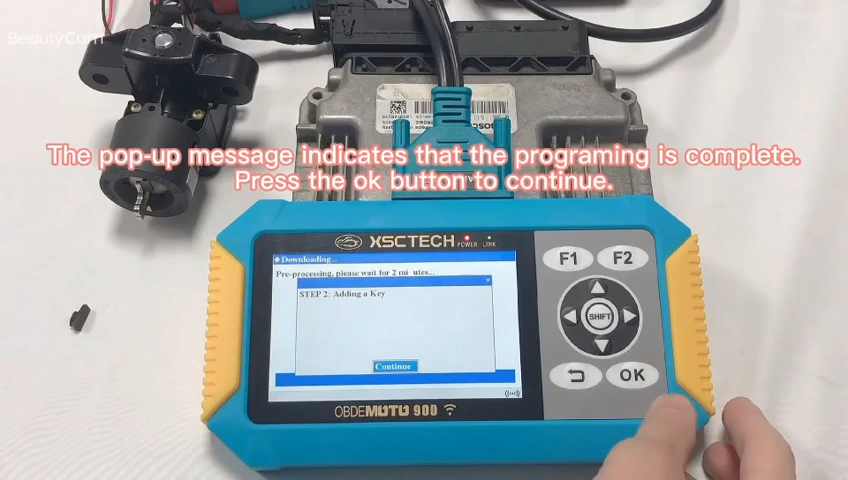 BeautyCam
BOSCH
The pop-up message indicates that the programing is complete.
Press the ok button to continue.
XSCTECH POWER LINK
Downloading...
Pre-processing, please wait for 2 mi utes...
STEP 2: Adding a Key
Continue
F1 F2
SHIFT
OK
OBDEMOTO 900